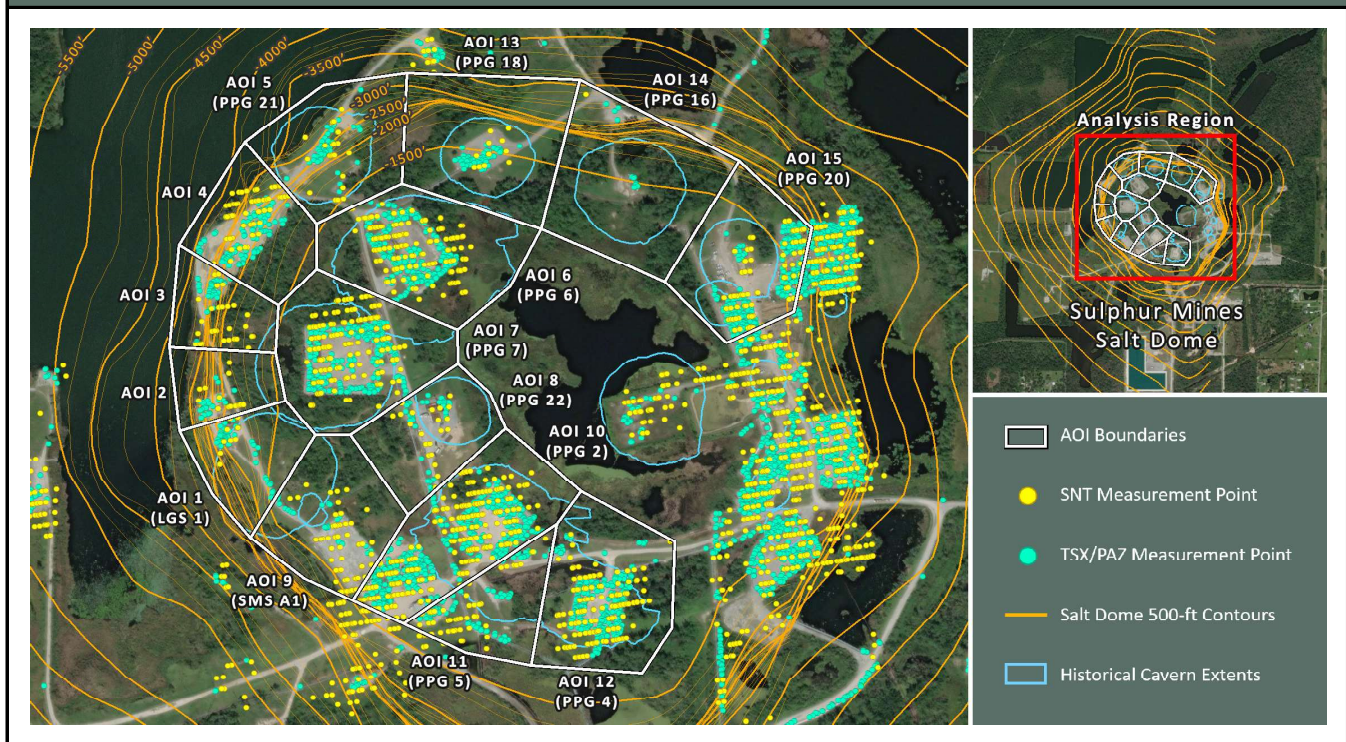 -5500'
-5000'
-4500'
-4000'
-3500'
-3000'
-2500'
-2000'
-1500'
AOI 13
(PPG 18)
AOI 5
(PPG 21)
AOI 14
(PPG 16)
AOI 15
(PPG 20)
AOI 4
AOI 3
AOI 6
(PPG 6)
AOI 7
(PPG 7)
AOI 2
AOI 8
(PPG 22)
AOI 10
(PPG 2)
AOI 1
(LGS 1)
AOI 9
(SMS A1)
AOI 11
(PPG 5)
AOI 12
(PPG 4)
Analysis Region
Sulphur Mines
Salt Dome
AOI Boundaries
SNT Measurement Point
TSX/PAZ Measurement Point
Salt Dome 500-ft Contours
Historical Cavern Extents